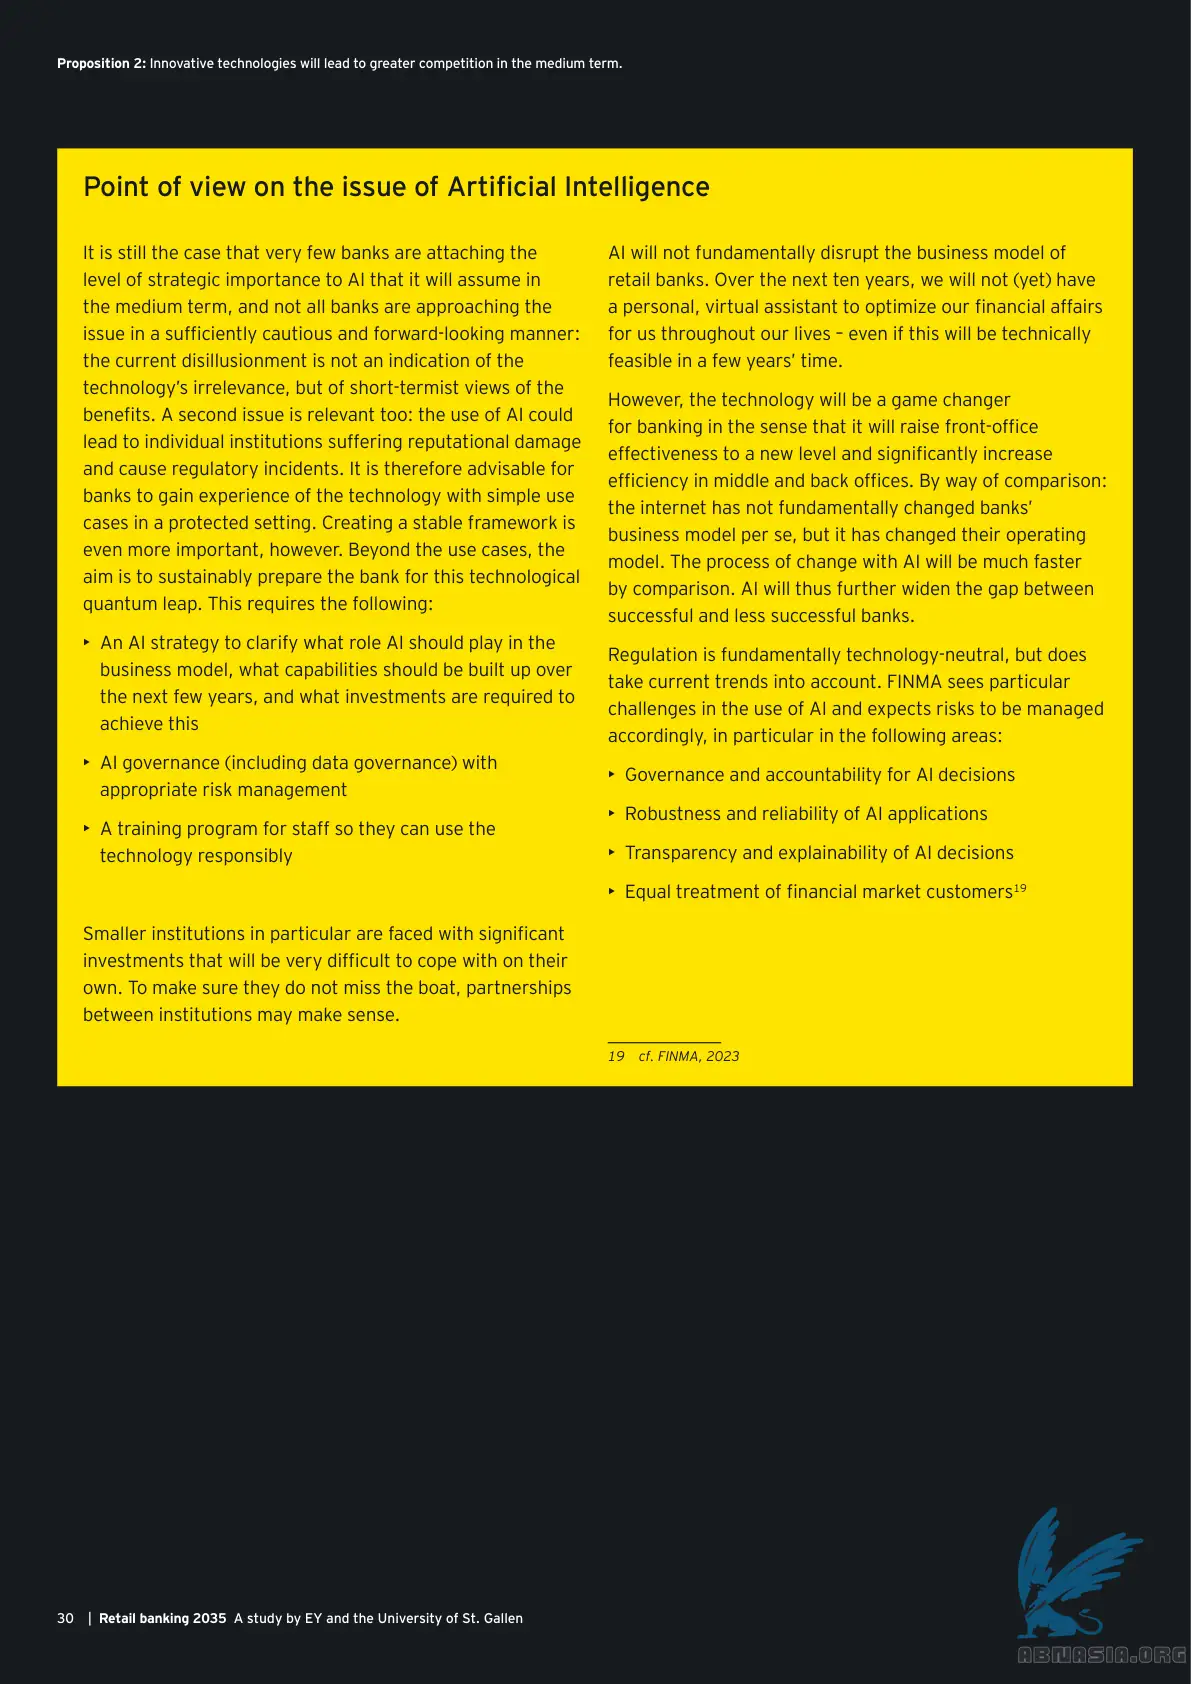 Proposition 2: Innovative technologies will lead to greater competition in the medium term.
Point of view on the issue of Artificial Intelligence
It is still the case that very few banks are attaching the
level of strategic importance to AI that it will assume in
the medium term, and not all banks are approaching the
issue in a sufficiently cautious and forward-looking manner:
the current disillusionment is not an indication of the
technology’s irrelevance, but of short-termist views of the
benefits. A second issue is relevant too: the use of AI could
lead to individual institutions suffering reputational damage
and cause regulatory incidents. It is therefore advisable for
banks to gain experience of the technology with simple use
cases in a protected setting. Creating a stable framework is
even more important, however. Beyond the use cases, the
aim is to sustainably prepare the bank for this technological
quantum leap. This requires the following:
‣ An AI strategy to clarify what role AI should play in the
business model, what capabilities should be built up over
the next few years, and what investments are required to
achieve this
‣ AI governance (including data governance) with
appropriate risk management
‣ A training program for staff so they can use the
technology responsibly
Smaller institutions in particular are faced with significant
investments that will be very difficult to cope with on their
own. To make sure they do not miss the boat, partnerships
between institutions may make sense.
AI will not fundamentally disrupt the business model of
retail banks. Over the next ten years, we will not (yet) have
a personal, virtual assistant to optimize our financial affairs
for us throughout our lives – even if this will be technically
feasible in a few years’ time.
However, the technology will be a game changer
for banking in the sense that it will raise front-office
effectiveness to a new level and significantly increase
efficiency in middle and back offices. By way of comparison:
the internet has not fundamentally changed banks’
business model per se, but it has changed their operating
model. The process of change with AI will be much faster
by comparison. AI will thus further widen the gap between
successful and less successful banks.
Regulation is fundamentally technology-neutral, but does
take current trends into account. FINMA sees particular
challenges in the use of AI and expects risks to be managed
accordingly, in particular in the following areas:
‣ Governance and accountability for AI decisions
‣ Robustness and reliability of AI applications
‣ Transparency and explainability of AI decisions
‣ Equal treatment of financial market customers¹⁹
19 cf. FINMA, 2023
30 | Retail banking 2035 A study by EY and the University of St. Gallen
ABNASIA.ORG